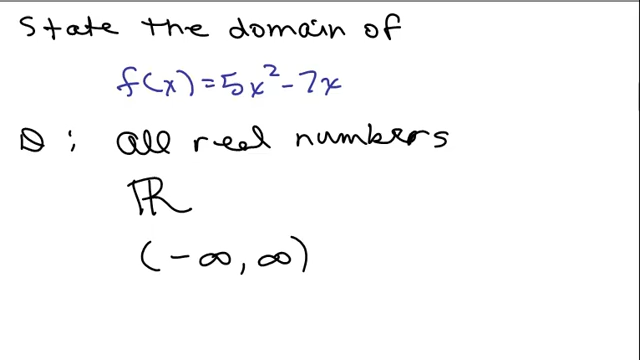 State the domain of
f(x) = 5x² - 7x
D : all real numbers
ℝ
(-∞, ∞)